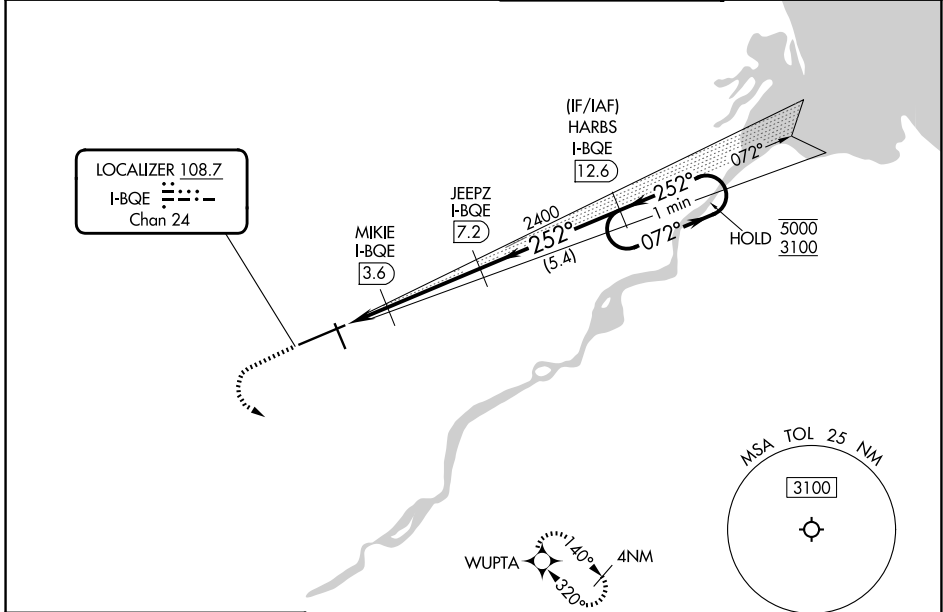 (IF/IAF)
HARBS
I-BQE
12.6
LOCALIZER 108.7
I-BQE
Chan 24
JEEPZ
I-BQE
7.2
MIKIE
I-BQE
3.6
2400
252°
(5.4)
252°
1 min
072°
072°
HOLD
5000
3100
MSA TOL 25 NM
3100
WUPTA
140°
320°
4NM